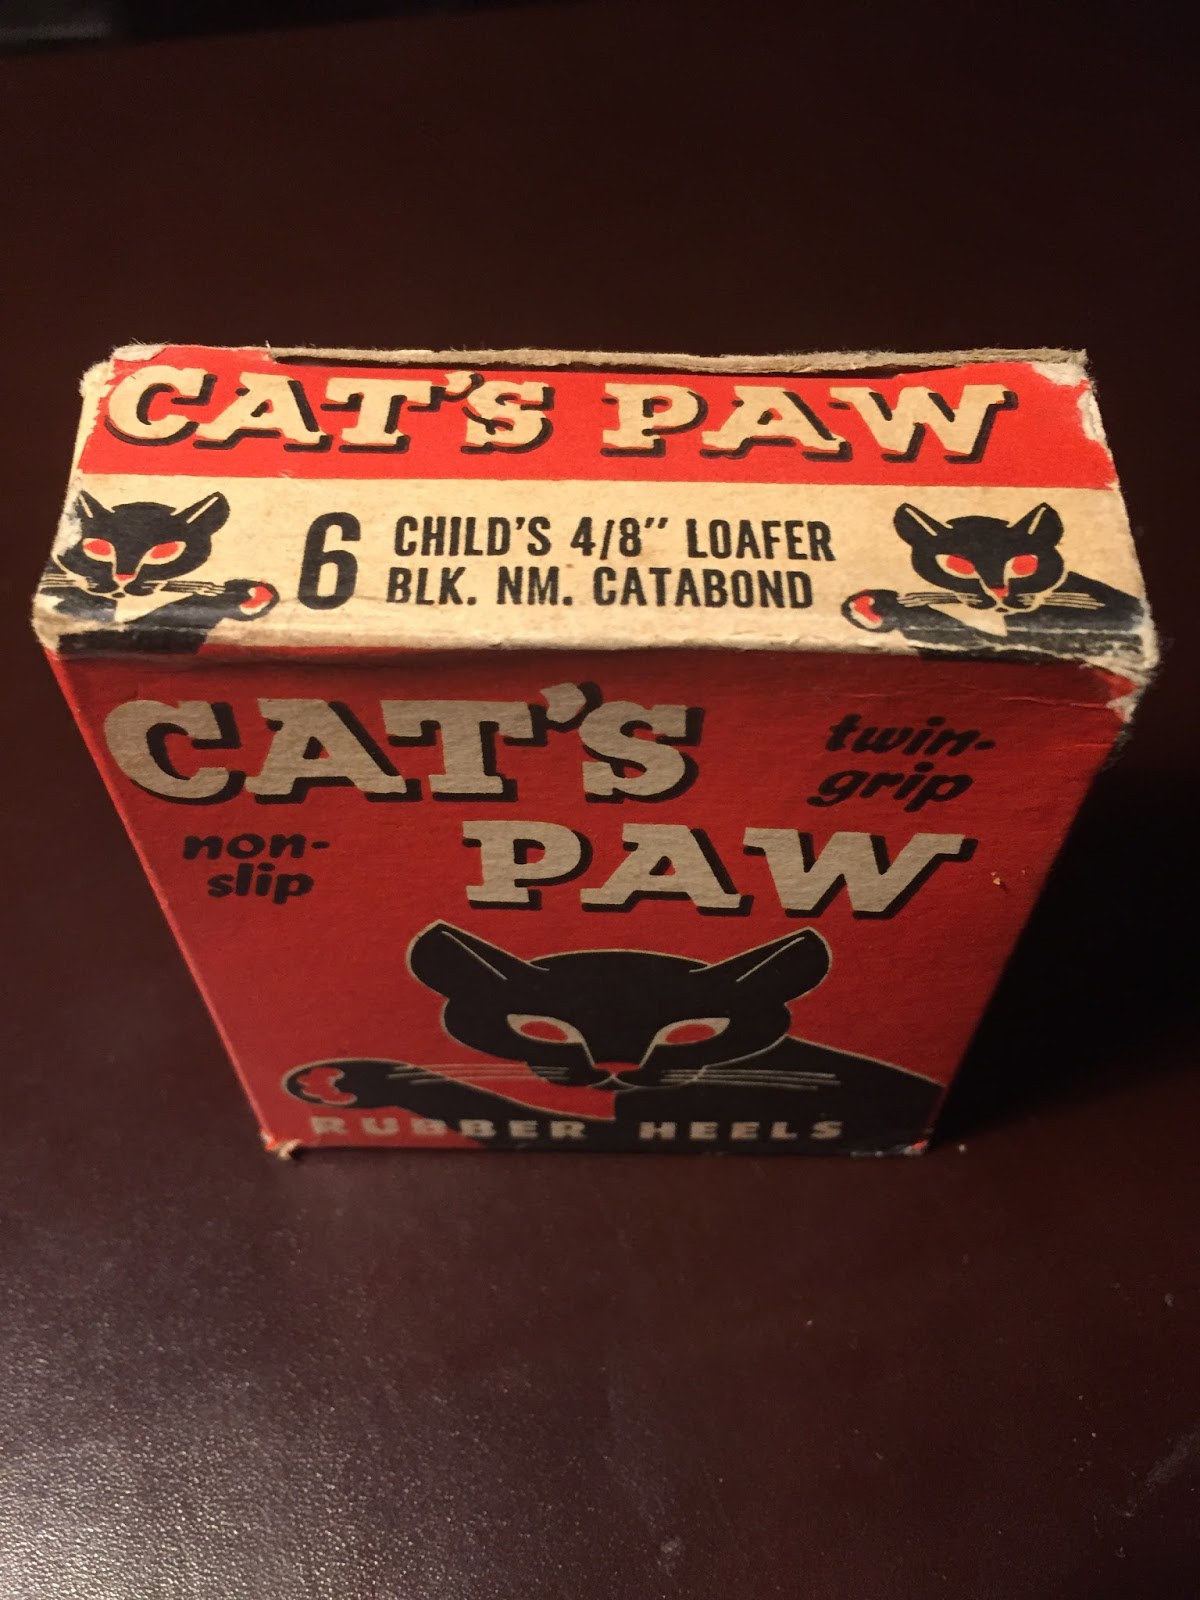 CAT'S PAW
6 CHILD'S 4/8" LOAFER
BLK. NM. CATABOND
CAT'S
twin-
grip
PAW
non-
slip
RUBBER HEELS